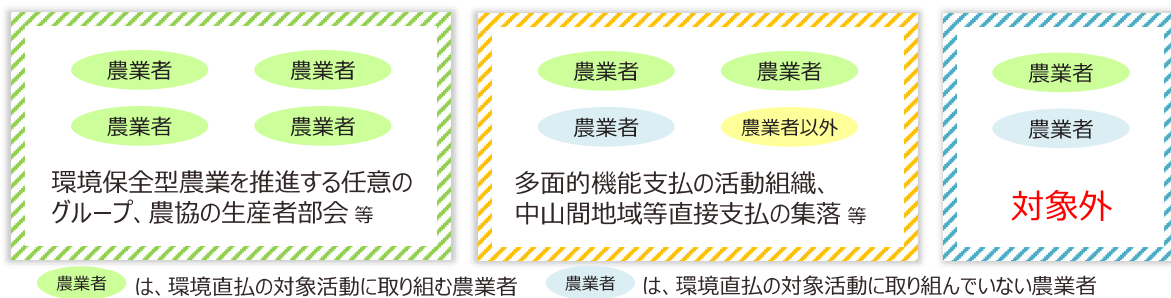 農業者 農業者
農業者 農業者
環境保全型農業を推進する任意の
グループ、農協の生産者部会 等
農業者 農業者
農業者 農業者以外
多面的機能支払の活動組織、
中山間地域等直接支払の集落 等
農業者
農業者
対象外
農業者 は、環境直払の対象活動に取り組む農業者 農業者 は、環境直払の対象活動に取り組んでいない農業者